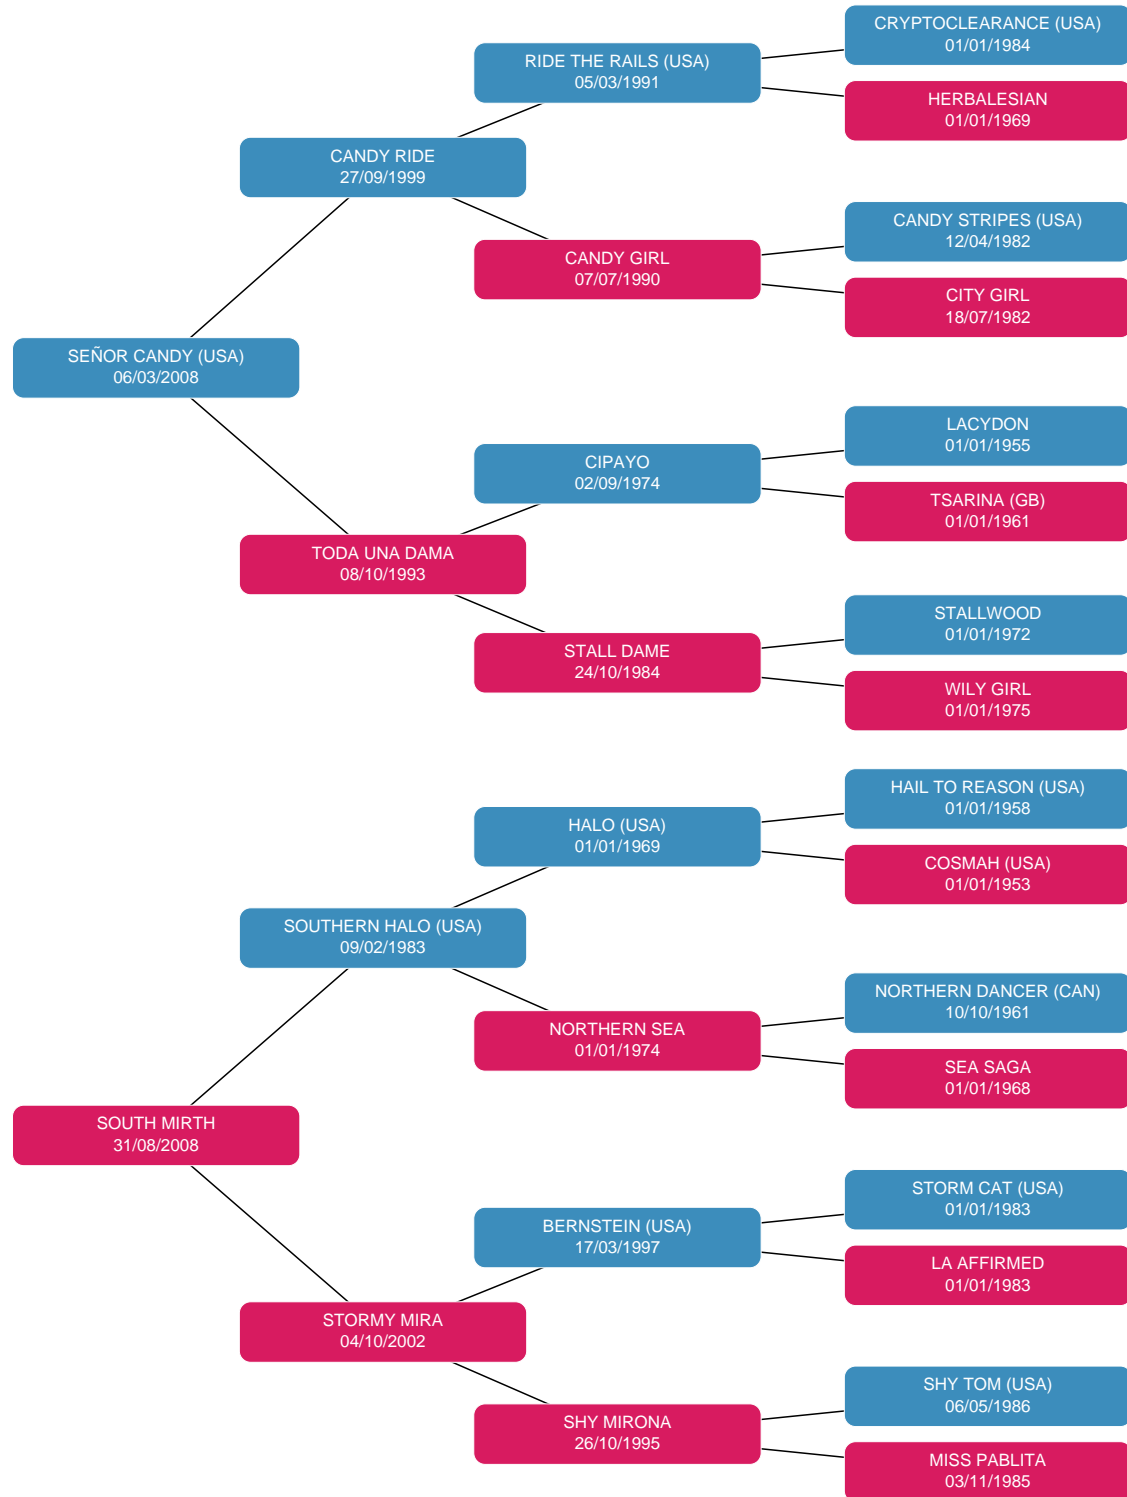 CRYPTOCLEARANCE (USA)
01/01/1984
RIDE THE RAILS (USA)
05/03/1991
HERBALESIAN
01/01/1969
CANDY RIDE
27/09/1999
CANDY STRIPES (USA)
12/04/1982
CANDY GIRL
07/07/1990
CITY GIRL
18/07/1982
SEÑOR CANDY (USA)
06/03/2008
LACYDON
01/01/1955
CIPAYO
02/09/1974
TSARINA (GB)
01/01/1961
TODA UNA DAMA
08/10/1993
STALLWOOD
01/01/1972
STALL DAME
24/10/1984
WILY GIRL
01/01/1975
HAIL TO REASON (USA)
01/01/1958
HALO (USA)
01/01/1969
COSMAH (USA)
01/01/1953
SOUTHERN HALO (USA)
09/02/1983
NORTHERN DANCER (CAN)
10/10/1961
NORTHERN SEA
01/01/1974
SEA SAGA
01/01/1968
SOUTH MIRTH
31/08/2008
STORM CAT (USA)
01/01/1983
BERNSTEIN (USA)
17/03/1997
LA AFFIRMED
01/01/1983
STORMY MIRA
04/10/2002
SHY TOM (USA)
06/05/1986
SHY MIRONA
26/10/1995
MISS PABLITA
03/11/1985